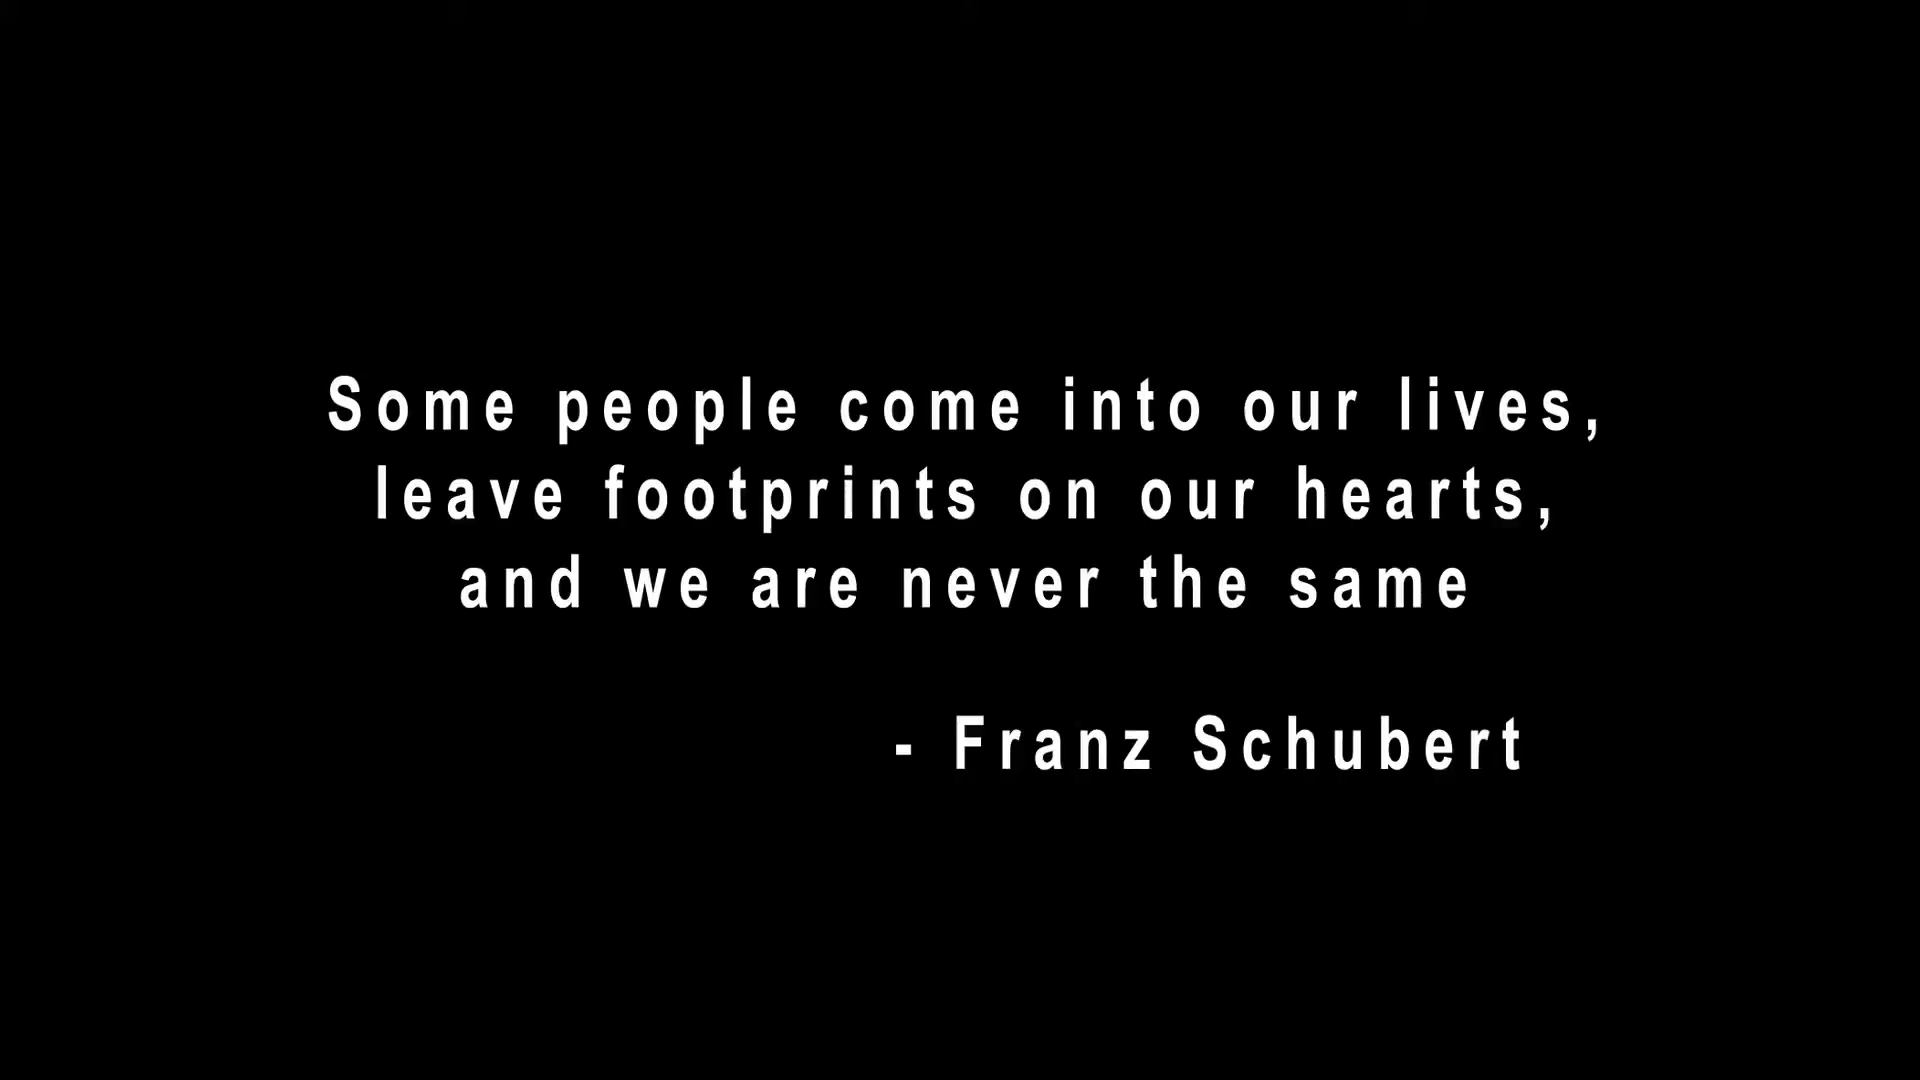 Some people come into our lives,
leave footprints on our hearts,
and we are never the same
- Franz Schubert